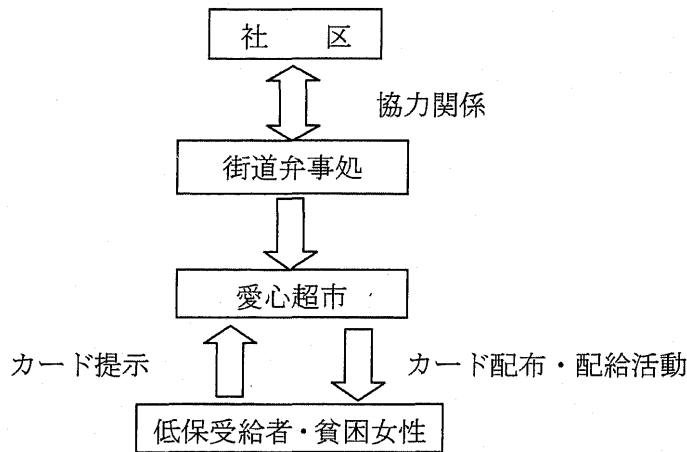 社　　区
協力関係
街道弁事処
愛心超市
カード提示
カード配布・配給活動
低保受給者・貧困女性